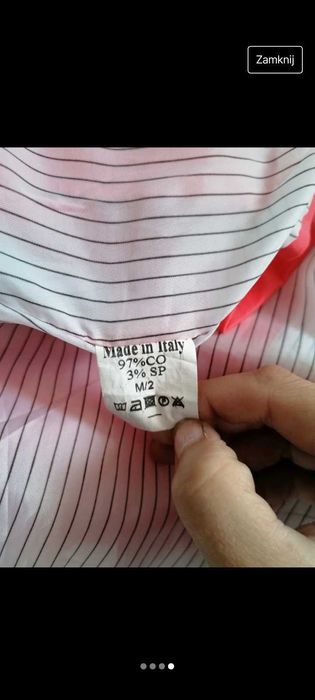 Zamknij
Made in Italy
97%CO
3% SP
M/2